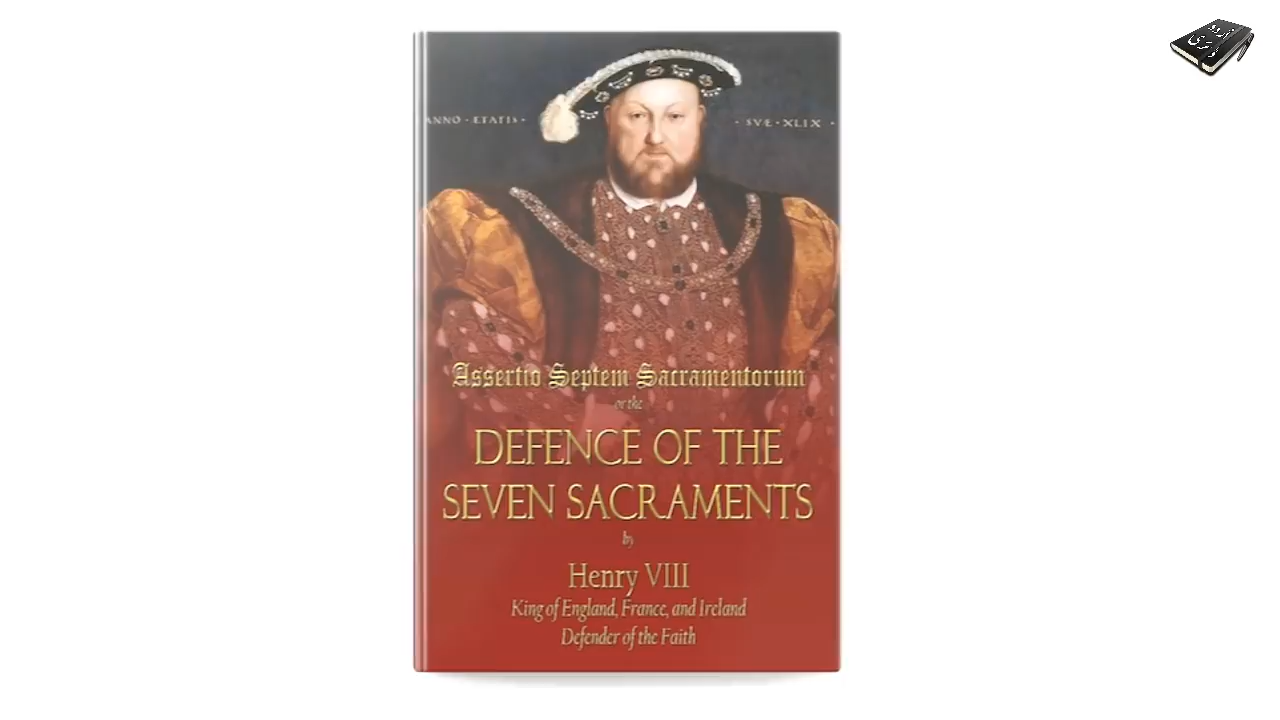 ANNO · ETATIS · · SVÆ · XLIX ·
Assertio Septem Sacramentorum
or the
DEFENCE OF THE
SEVEN SACRAMENTS
by
Henry VIII
King of England, France, and Ireland
Defender of the Faith